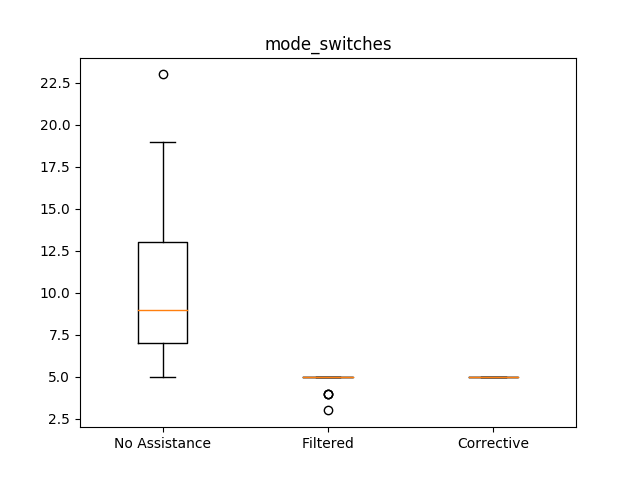 mode_switches
22.5
20.0
17.5
15.0
12.5
10.0
7.5
5.0
2.5
No Assistance
Filtered
Corrective